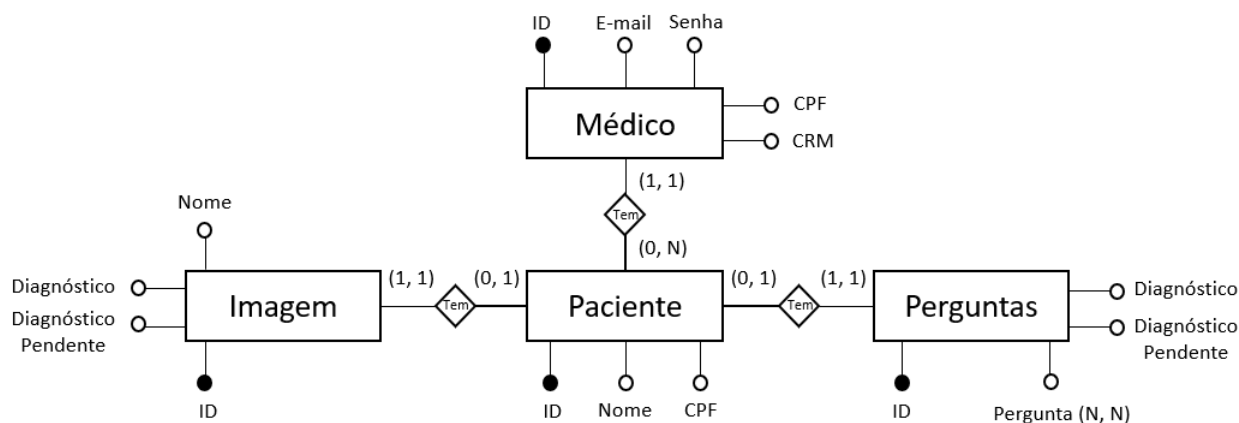 ID
E-mail
Senha
Médico
CPF
CRM
(1, 1)
Tem
(0, N)
Nome
Diagnóstico
Diagnóstico
Pendente
Imagem
ID
(1, 1)
Tem
(0, 1)
Paciente
ID
Nome
CPF
(0, 1)
Tem
(1, 1)
Perguntas
Diagnóstico
Diagnóstico
Pendente
ID
Pergunta (N, N)